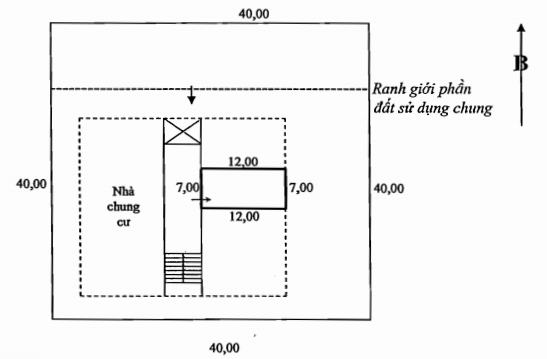 40,00
B
Ranh giới phần
đất sử dụng chung
12,00
40,00
Nhà
chung
cư
7,00
7,00
40,00
12,00
40,00